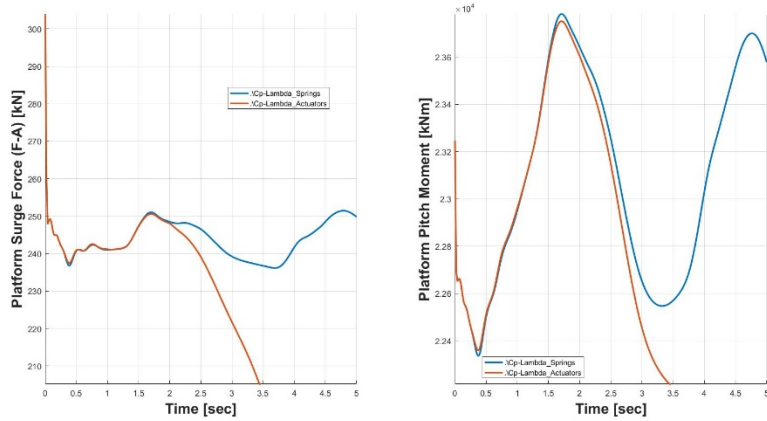 Platform Surge Force (F-A) [kN]
300
290
280
270
260
250
240
230
220
210
.\Cp-Lambda_Springs
.\Cp-Lambda_Actuators
0 0.5 1 1.5 2 2.5 3 3.5 4 4.5 5
Time [sec]
×10⁴
Platform Pitch Moment [kNm]
2.36
2.34
2.32
2.3
2.28
2.26
2.24
.\Cp-Lambda_Springs
.\Cp-Lambda_Actuators
0 0.5 1 1.5 2 2.5 3 3.5 4 4.5 5
Time [sec]